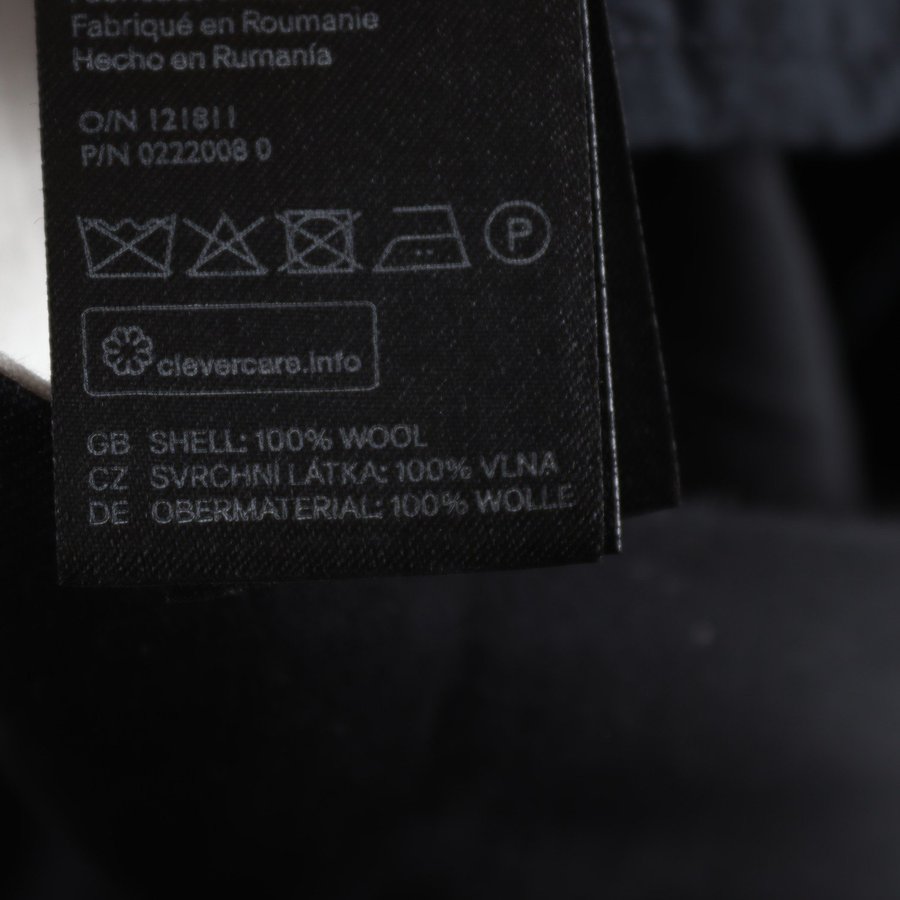 Fabriqué en Roumanie
Hecho en Rumanía
O/N 121811
P/N 0222008 0
P
clevercare.info
GB SHELL: 100% WOOL
CZ SVRCHNÍ LÁTKA: 100% VLNA
DE OBERMATERIAL: 100% WOLLE